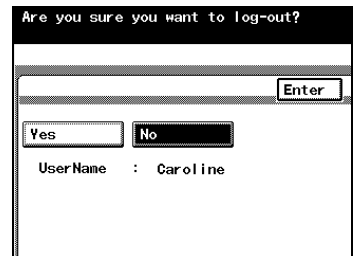 Are you sure you want to log-out?
Enter
Yes No
UserName : Caroline